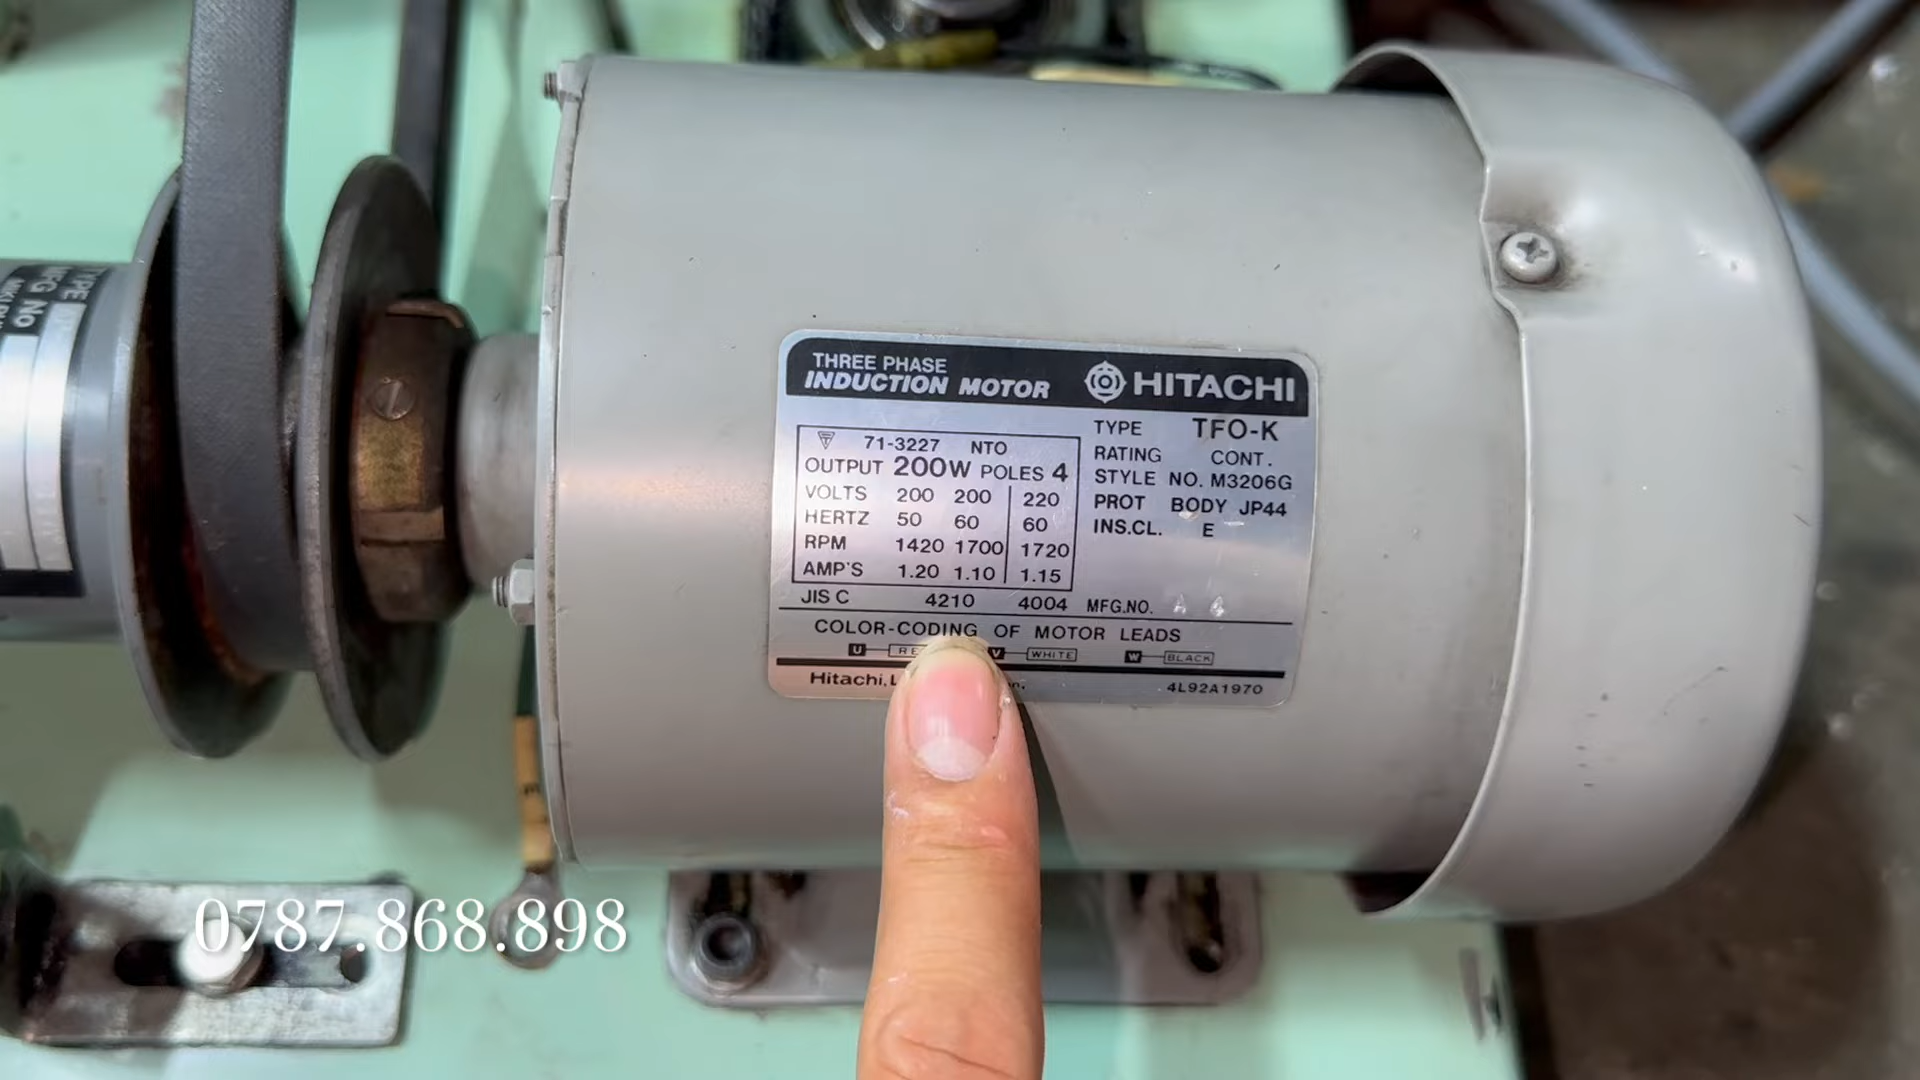 TYPE
MFG No
THREE PHASE
INDUCTION MOTOR HITACHI
71-3227 NTO
OUTPUT 200W POLES 4
VOLTS 200 200 220
HERTZ 50 60 60
RPM 1420 1700 1720
AMP'S 1.20 1.10 1.15
JIS C 4210 4004
TYPE TFO-K
RATING CONT.
STYLE NO. M3206G
PROT BODY JP44
INS.CL. E
MFG.NO.
COLOR-CODING OF MOTOR LEADS
U V WHITE W BLACK
Hitachi, 4L92A1970
0787.868.898